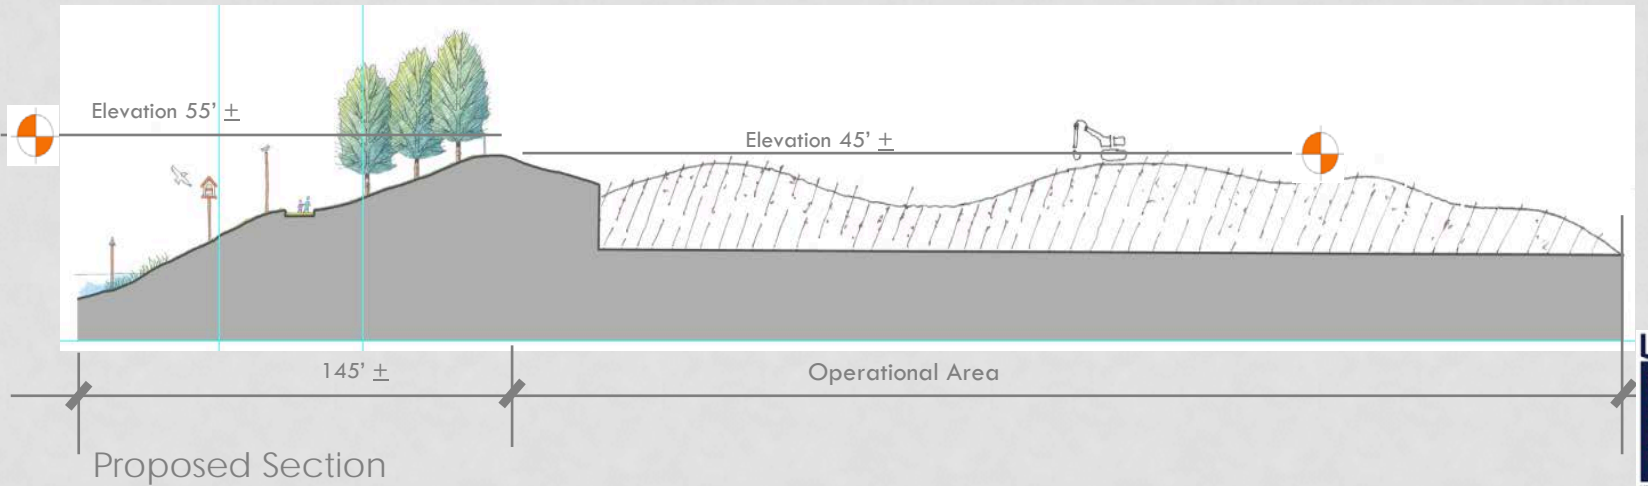 Elevation 55' ±
Elevation 45' ±
145' ±
Operational Area
Proposed Section